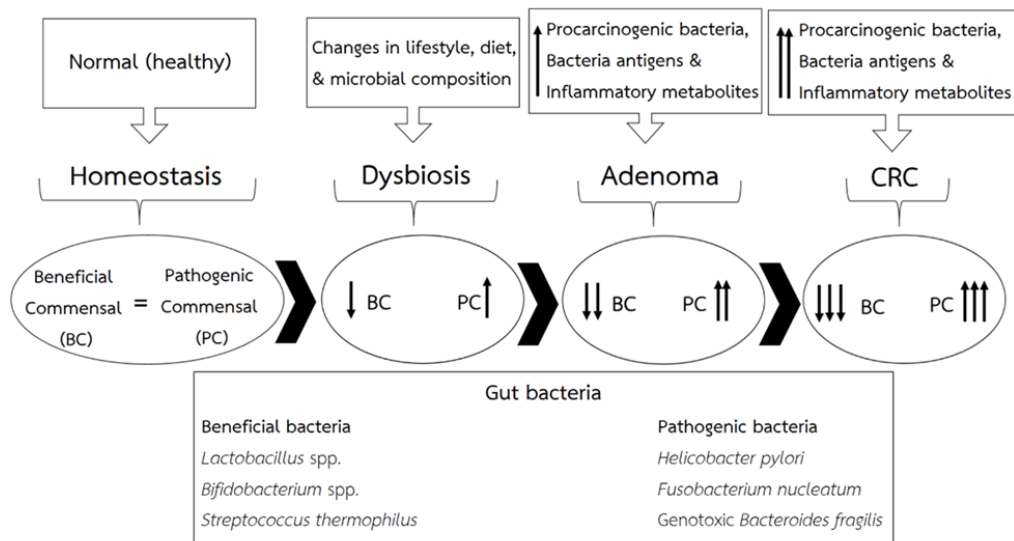 Normal (healthy)
Changes in lifestyle, diet,
& microbial composition
Procarcinogenic bacteria,
Bacteria antigens &
Inflammatory metabolites
Procarcinogenic bacteria,
Bacteria antigens &
Inflammatory metabolites
Homeostasis
Dysbiosis
Adenoma
CRC
Beneficial
Commensal
(BC)
=
Pathogenic
Commensal
(PC)
BC
PC
BC
PC
BC
PC
Gut bacteria
Beneficial bacteria
Lactobacillus spp.
Bifidobacterium spp.
Streptococcus thermophilus
Pathogenic bacteria
Helicobacter pylori
Fusobacterium nucleatum
Genotoxic Bacteroides fragilis